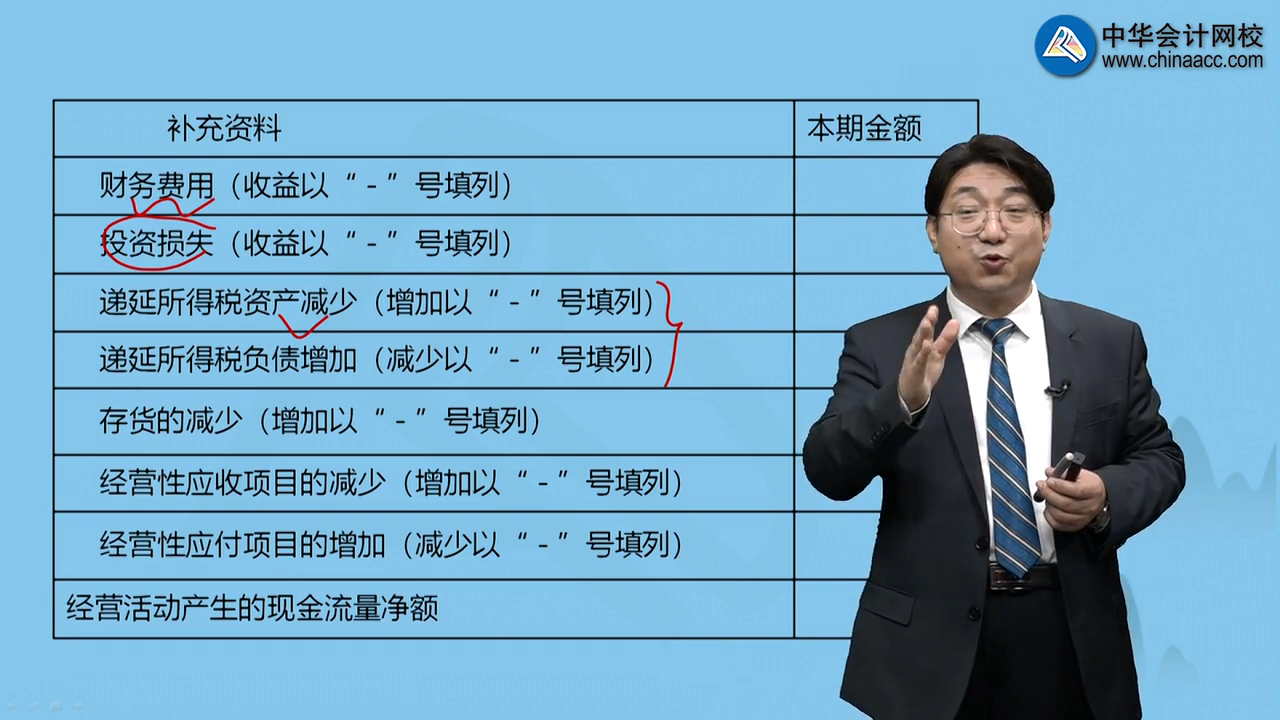 中华会计网校
www.chinaacc.com
补充资料
本期金额
财务费用（收益以“-”号填列）
投资损失（收益以“-”号填列）
递延所得税资产减少（增加以“-”号填列）
递延所得税负债增加（减少以“-”号填列）
存货的减少（增加以“-”号填列）
经营性应收项目的减少（增加以“-”号填列）
经营性应付项目的增加（减少以“-”号填列）
经营活动产生的现金流量净额